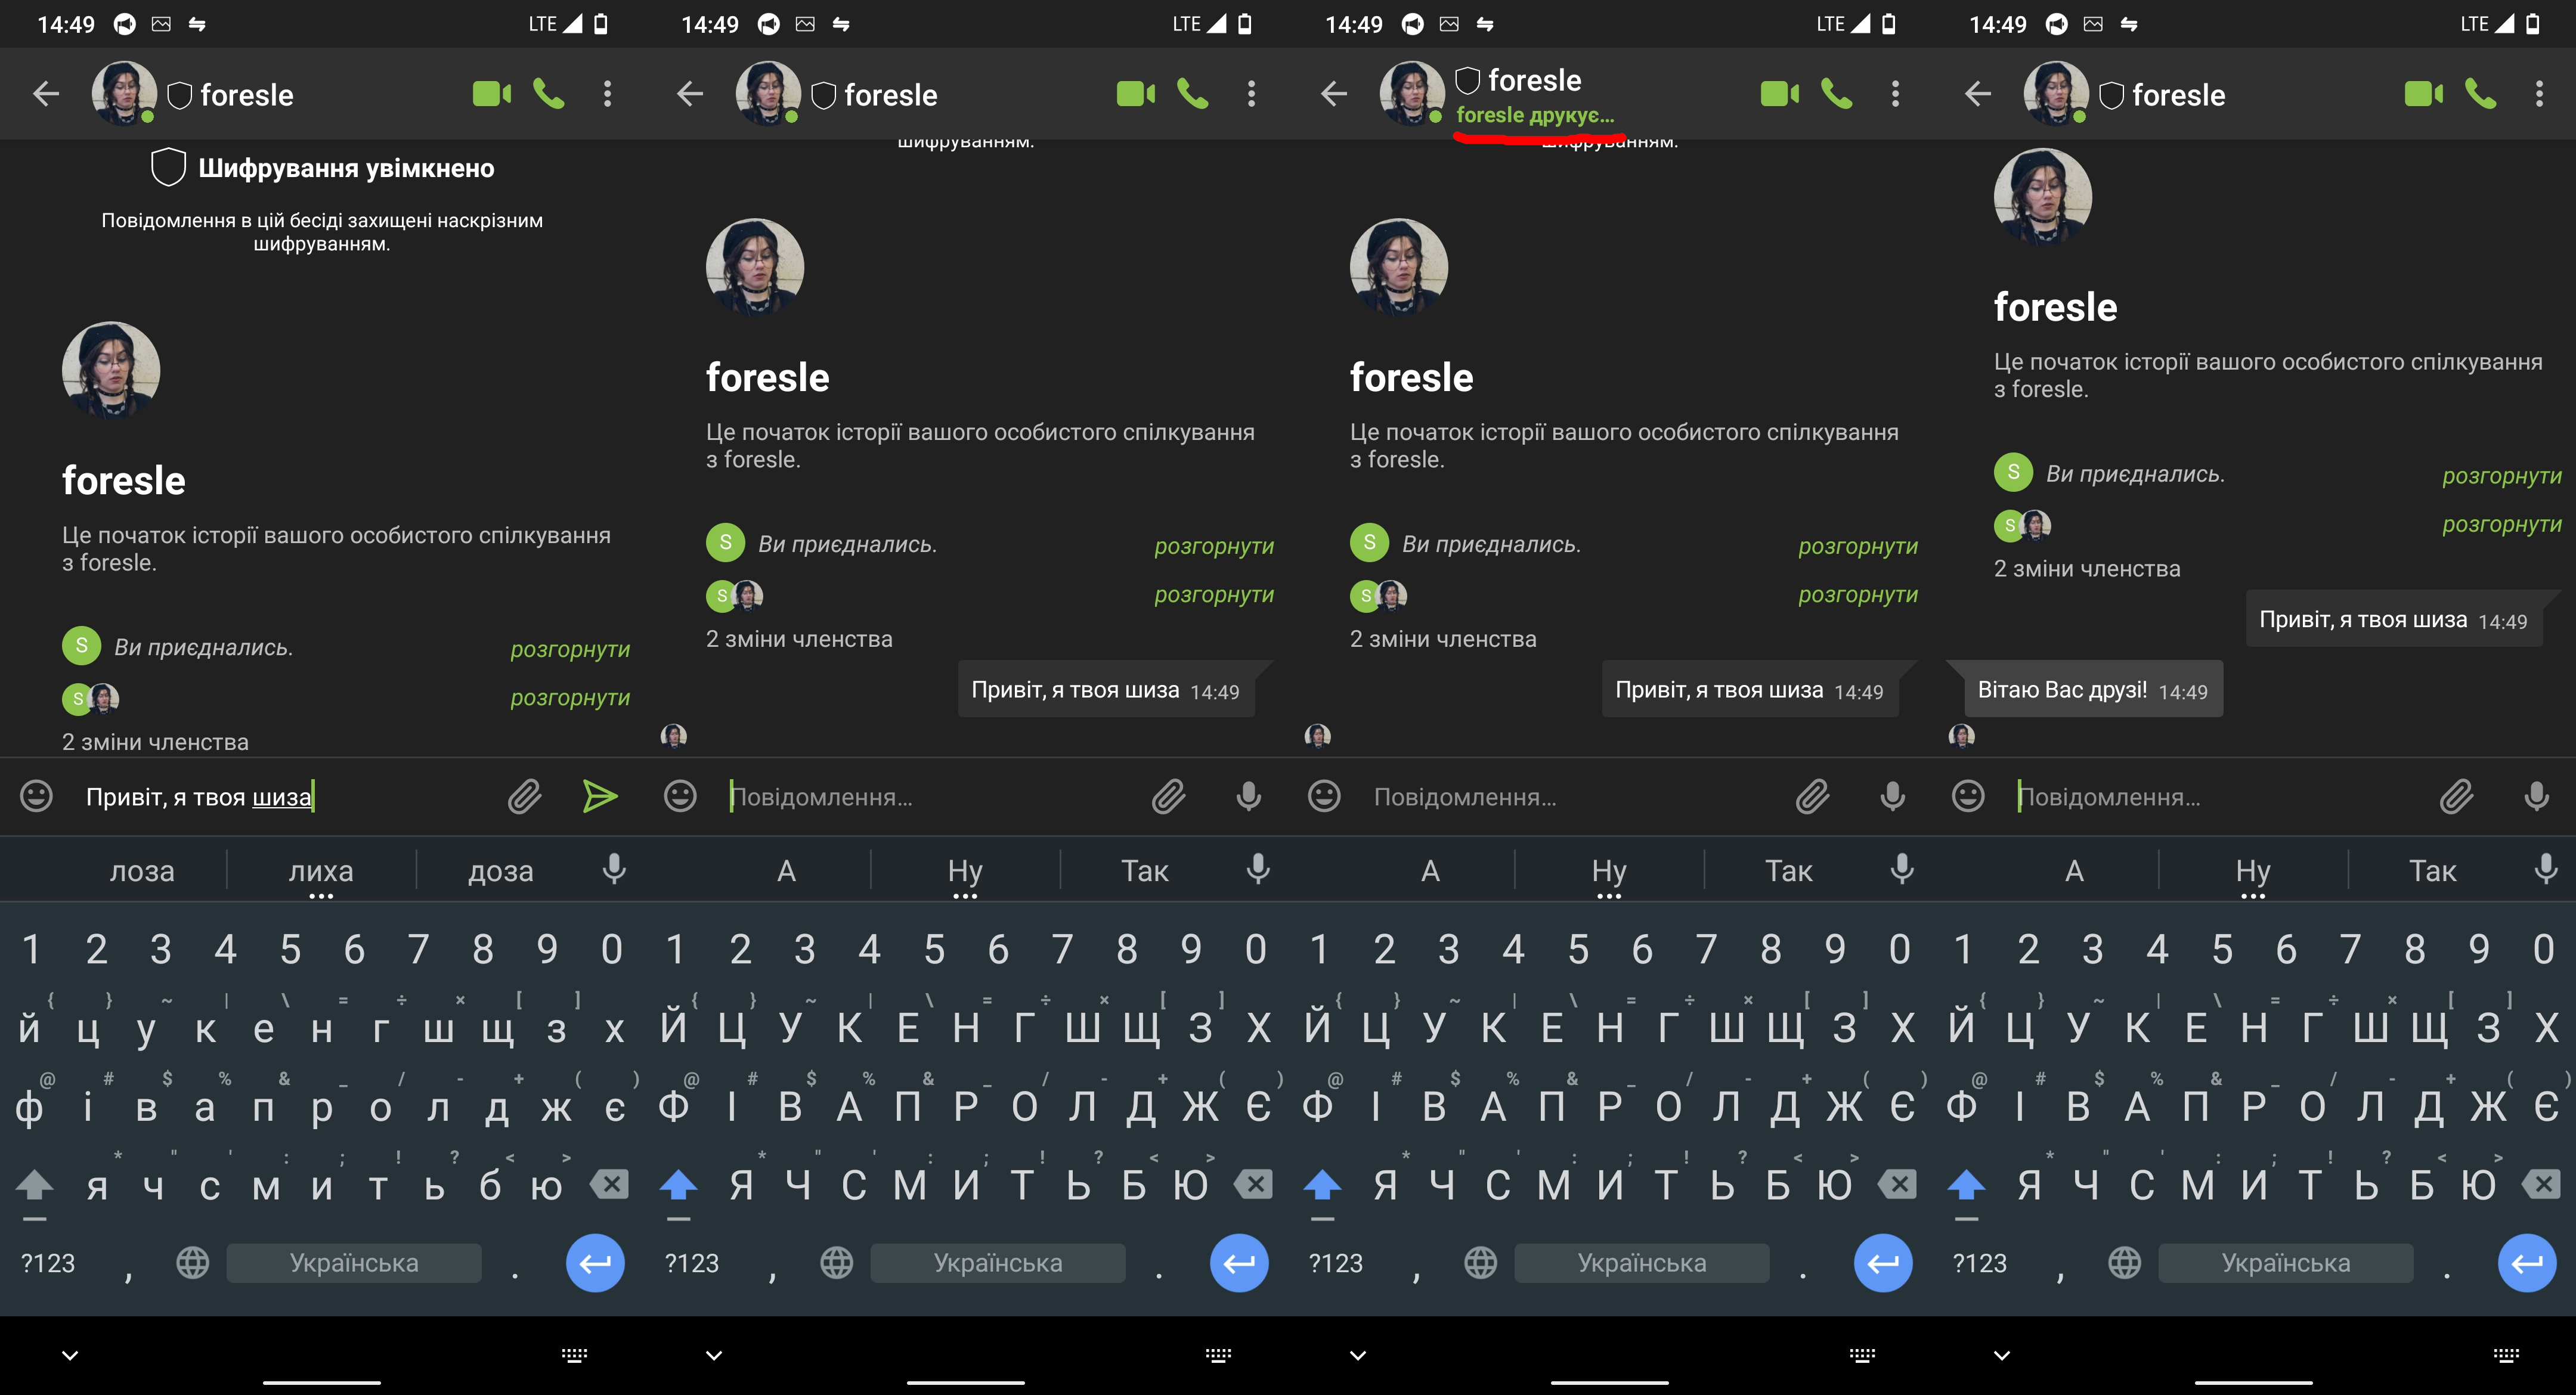 14:49 LTE
foresle
Шифрування увімкнено
Повідомлення в цій бесіді захищені наскрізним
шифруванням.
foresle
Це початок історії вашого особистого спілкування
з foresle.
S Ви приєднались. розгорнути
S розгорнути
2 зміни членства
Привіт, я твоя шиза
лоза лиха доза
1 2 3 4 5 6 7 8 9 0
{ } ~ | \ = ÷ × [ ]
й ц у к е н г ш щ з х
@ # $ % & _ / - + ( )
ф і в а п р о л д ж є
* " ' : ; ! ? < >
я ч с м и т ь б ю
?123 , Українська .
14:49 LTE
foresle
шифруванням.
foresle
Це початок історії вашого особистого спілкування
з foresle.
S Ви приєднались. розгорнути
S розгорнути
2 зміни членства
Привіт, я твоя шиза 14:49
Повідомлення...
А Ну Так
1 2 3 4 5 6 7 8 9 0
{ } ~ | \ = ÷ × [ ]
Й Ц У К Е Н Г Ш Щ З Х
@ # $ % & _ / - + ( )
Ф І В А П Р О Л Д Ж Є
* " ' : ; ! ? < >
Я Ч С М И Т Ь Б Ю
?123 , Українська .
14:49 LTE
foresle
foresle друкує...
шифруванням.
foresle
Це початок історії вашого особистого спілкування
з foresle.
S Ви приєднались. розгорнути
S розгорнути
2 зміни членства
Привіт, я твоя шиза 14:49
Повідомлення...
А Ну Так
1 2 3 4 5 6 7 8 9 0
{ } ~ | \ = ÷ × [ ]
Й Ц У К Е Н Г Ш Щ З Х
@ # $ % & _ / - + ( )
Ф І В А П Р О Л Д Ж Є
* " ' : ; ! ? < >
Я Ч С М И Т Ь Б Ю
?123 , Українська .
14:49 LTE
foresle
foresle
Це початок історії вашого особистого спілкування
з foresle.
S Ви приєднались. розгорнути
S розгорнути
2 зміни членства
Привіт, я твоя шиза 14:49
Вітаю Вас друзі! 14:49
Повідомлення...
А Ну Так
1 2 3 4 5 6 7 8 9 0
{ } ~ | \ = ÷ × [ ]
Й Ц У К Е Н Г Ш Щ З Х
@ # $ % & _ / - + ( )
Ф І В А П Р О Л Д Ж Є
* " ' : ; ! ? < >
Я Ч С М И Т Ь Б Ю
?123 , Українська .